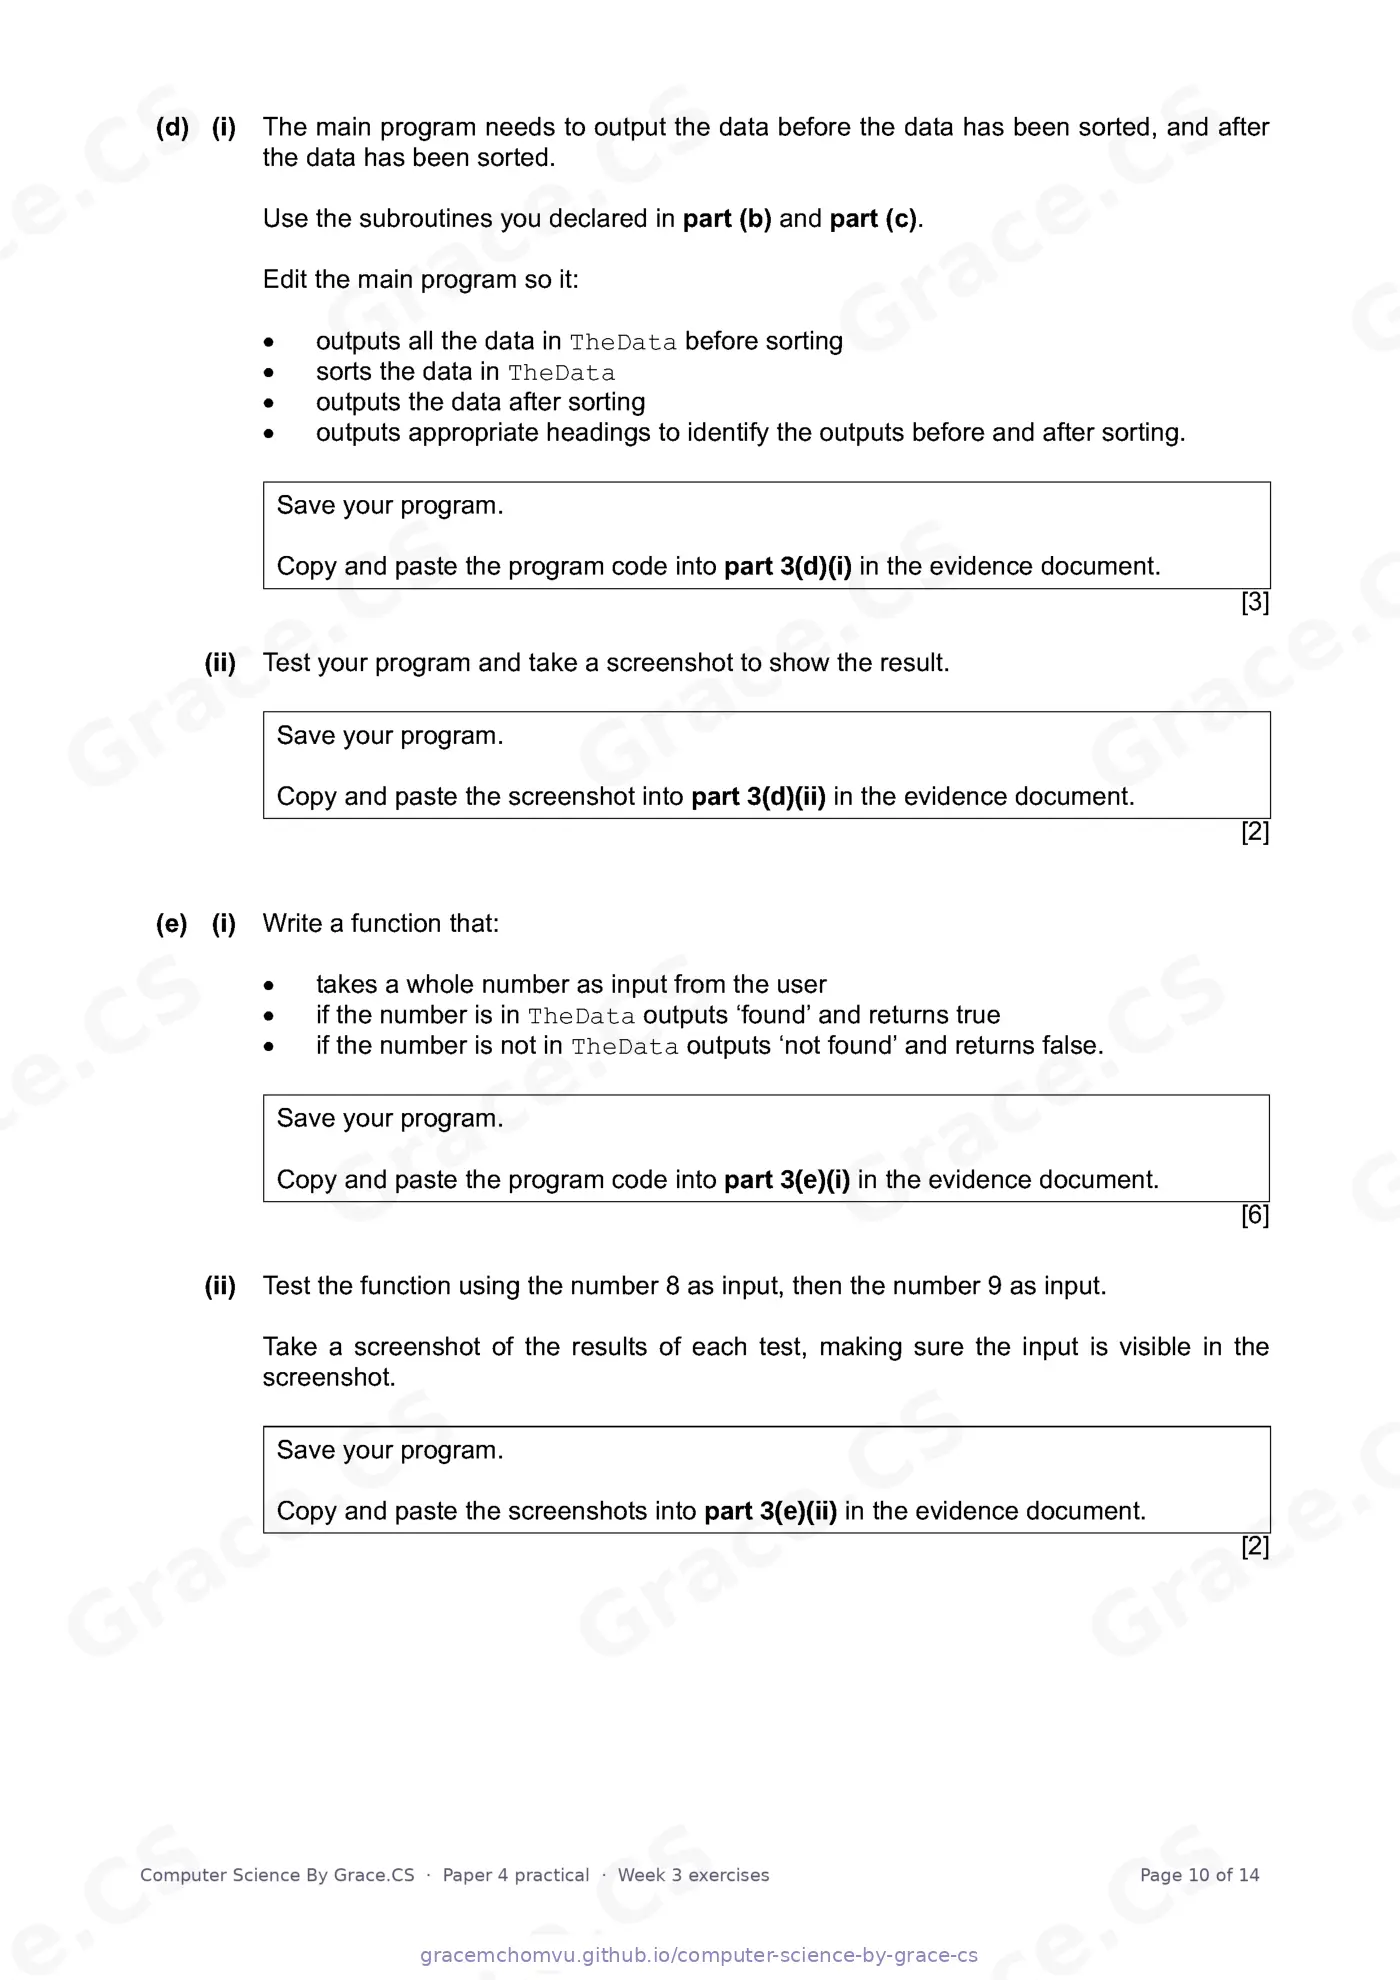 (d) (i) The main program needs to output the data before the data has been sorted, and after
the data has been sorted.
Use the subroutines you declared in part (b) and part (c).
Edit the main program so it:
• outputs all the data in TheData before sorting
• sorts the data in TheData
• outputs the data after sorting
• outputs appropriate headings to identify the outputs before and after sorting.
Save your program.
Copy and paste the program code into part 3(d)(i) in the evidence document.
[3]
(ii) Test your program and take a screenshot to show the result.
Save your program.
Copy and paste the screenshot into part 3(d)(ii) in the evidence document.
[2]
(e) (i) Write a function that:
• takes a whole number as input from the user
• if the number is in TheData outputs ‘found’ and returns true
• if the number is not in TheData outputs ‘not found’ and returns false.
Save your program.
Copy and paste the program code into part 3(e)(i) in the evidence document.
[6]
(ii) Test the function using the number 8 as input, then the number 9 as input.
Take a screenshot of the results of each test, making sure the input is visible in the
screenshot.
Save your program.
Copy and paste the screenshots into part 3(e)(ii) in the evidence document.
[2]
Computer Science By Grace.CS · Paper 4 practical · Week 3 exercises Page 10 of 14
gracemchomvu.github.io/computer-science-by-grace-cs
Grace.CS